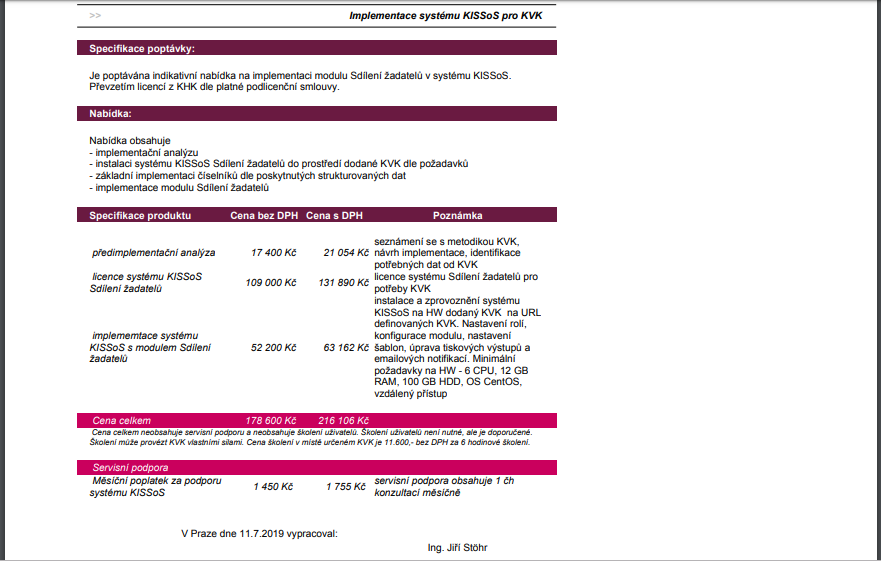 >> Implementace systému KISSoS pro KVK
Specifikace poptávky:
Je poptávána indikativní nabídka na implementaci modulu Sdílení žadatelů v systému KISSoS.
Převzetím licencí z KHK dle platné podlicenční smlouvy.
Nabídka:
Nabídka obsahuje
- implementační analýzu
- instalaci systému KISSoS Sdílení žadatelů do prostředí dodané KVK dle požadavků
- základní implementaci číselníků dle poskytnutých strukturovaných dat
- implementace modulu Sdílení žadatelů
Specifikace produktu Cena bez DPH Cena s DPH Poznámka
seznámení se s metodikou KVK,
předimplementační analýza 17 400 Kč 21 054 Kč návrh implementace, identifikace
potřebných dat od KVK
licence systému KISSoS
Sdílení žadatelů 109 000 Kč 131 890 Kč licence systému Sdílení žadatelů pro
potřeby KVK
instalace a zprovoznění systému
KISSoS na HW dodaný KVK na URL
definovaných KVK. Nastavení rolí,
implememtace systému konfigurace modulu, nastavení
KISSoS s modulem Sdílení 52 200 Kč 63 162 Kč šablon, úprava tiskových výstupů a
žadatelů emailových notifikací. Minimální
požadavky na HW - 6 CPU, 12 GB
RAM, 100 GB HDD, OS CentOS,
vzdálený přístup
Cena celkem 178 600 Kč 216 106 Kč
Cena celkem neobsahuje servisní podporu a neobsahuje školení uživatelů. Školení uživatelů není nutné, ale je doporučené.
Školení může provézt KVK vlastními silami. Cena školení v místě určeném KVK je 11.600,- bez DPH za 6 hodinové školení.
Servisní podpora
Měsíční poplatek za podporu servisní podpora obsahuje 1 čh
systému KISSoS 1 450 Kč 1 755 Kč konzultací měsíčně
V Praze dne 11.7.2019 vypracoval:
Ing. Jiří Stöhr